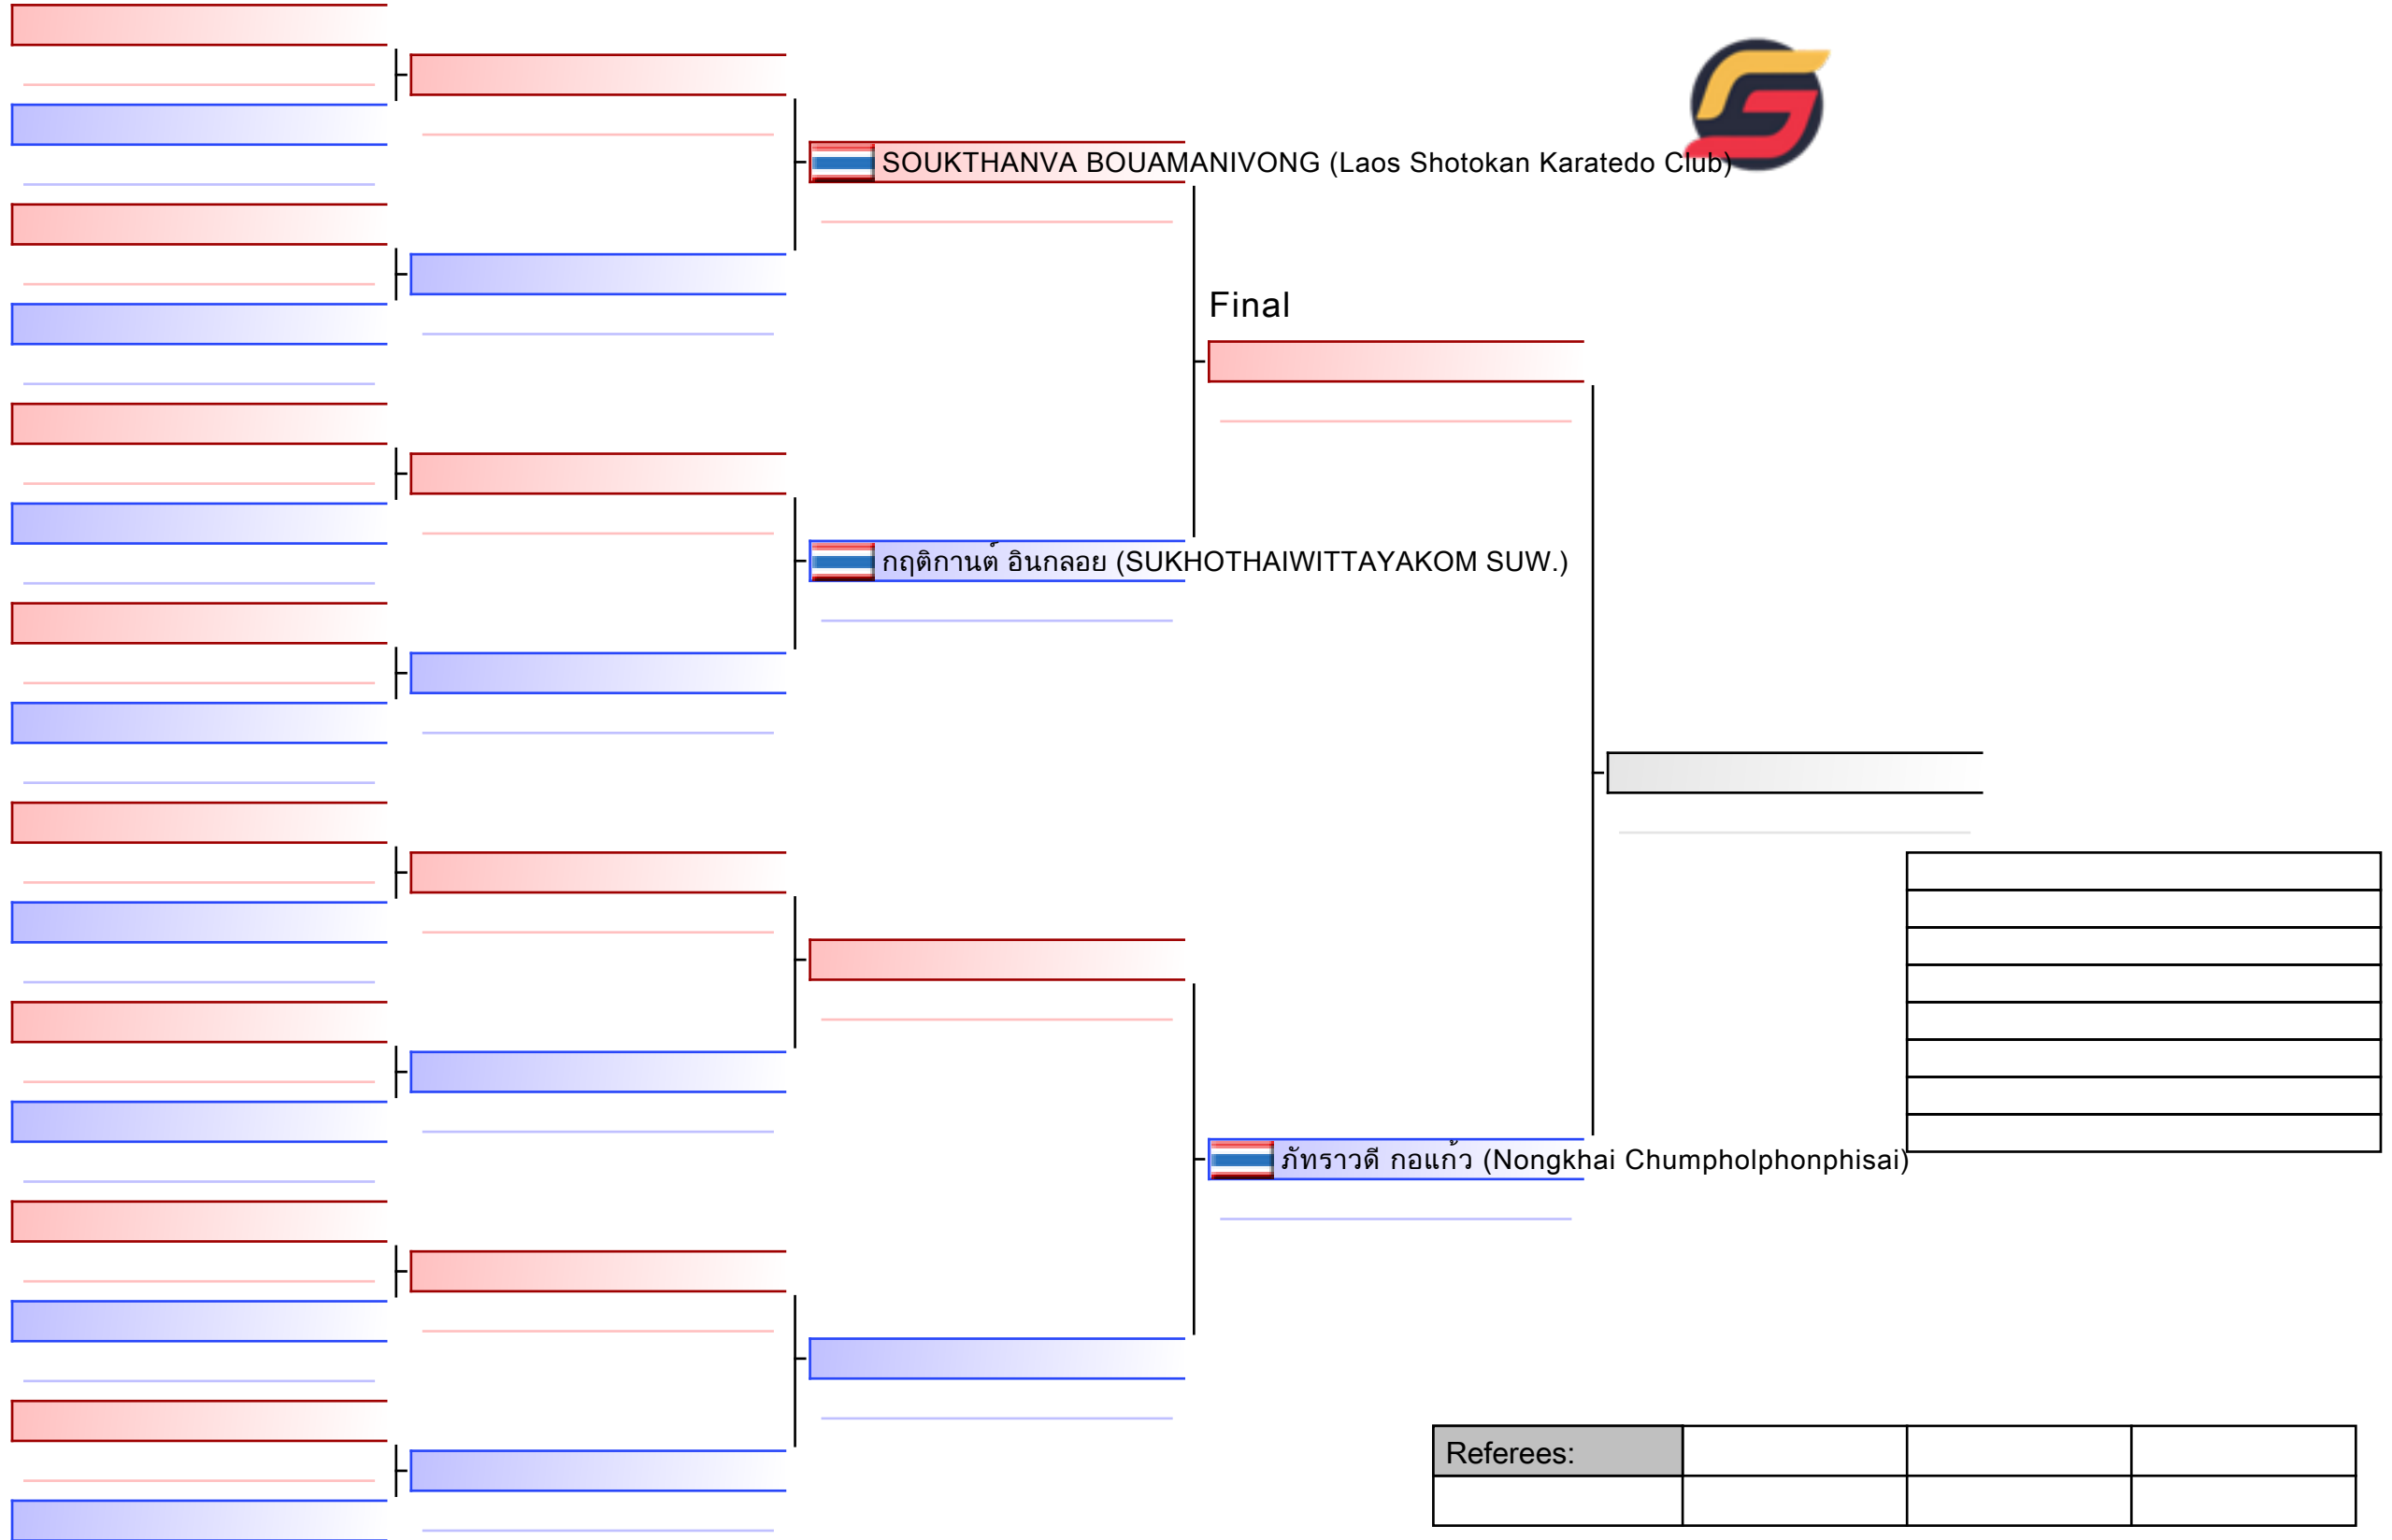 SOUKTHANVA BOUAMANIVONG (Laos Shotokan Karatedo Club)
Final
กฤติกานต์ อินกลอย (SUKHOTHAIWITTAYAKOM SUW.)
ภัทราวดี กอแก้ว (Nongkhai Chumpholphonphisai)
Referees: